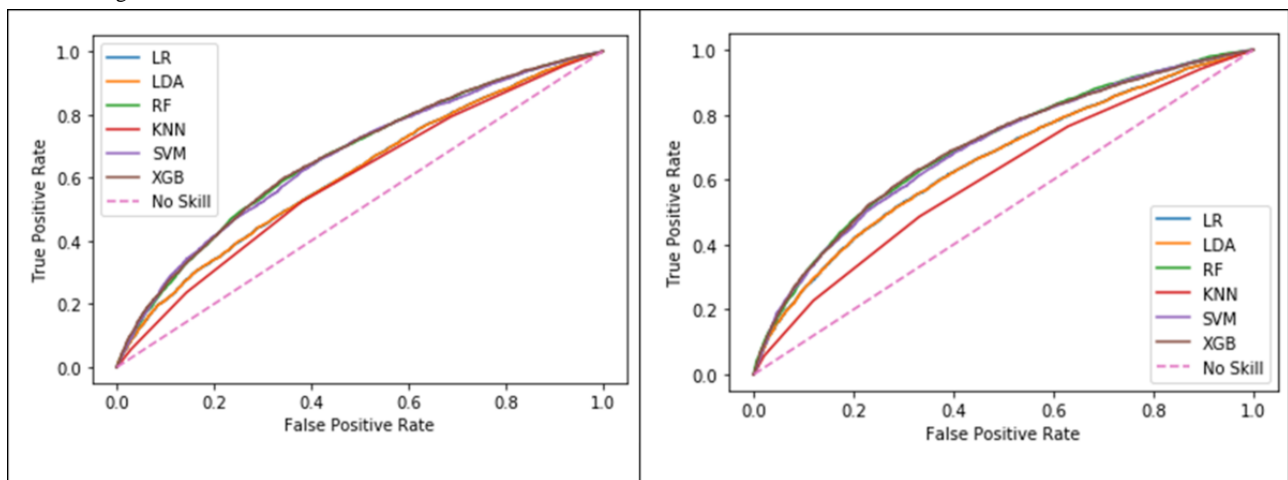 1.0
0.8
0.6
0.4
0.2
0.0
True Positive Rate
LR
LDA
RF
KNN
SVM
XGB
No Skill
0.0 0.2 0.4 0.6 0.8 1.0
False Positive Rate
1.0
0.8
0.6
0.4
0.2
0.0
True Positive Rate
LR
LDA
RF
KNN
SVM
XGB
No Skill
0.0 0.2 0.4 0.6 0.8 1.0
False Positive Rate